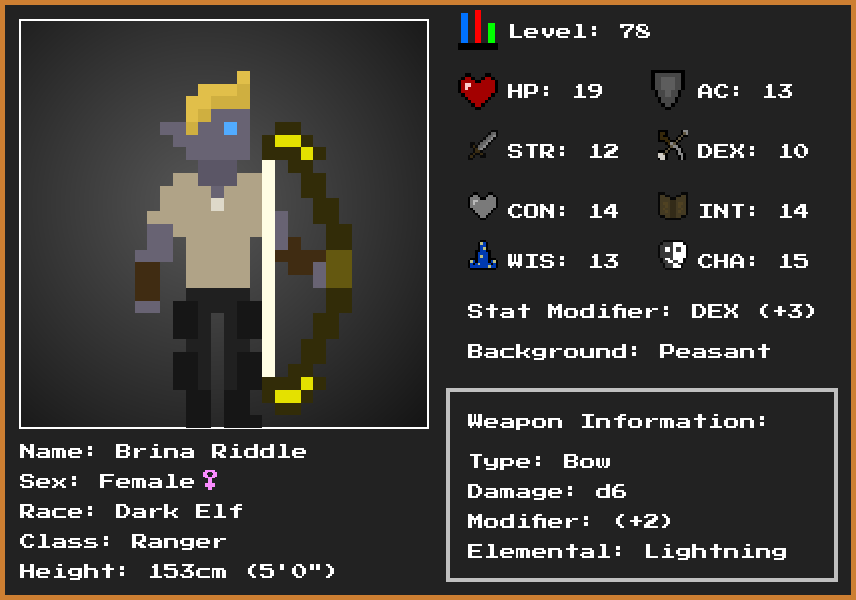 Level: 78
HP: 19
AC: 13
STR: 12
DEX: 10
CON: 14
INT: 14
WIS: 13
CHA: 15
Stat Modifier: DEX (+3)
Background: Peasant
Weapon Information:
Type: Bow
Damage: d6
Modifier: (+2)
Elemental: Lightning
Name: Brina Riddle
Sex: Female♀
Race: Dark Elf
Class: Ranger
Height: 153cm (5'0")